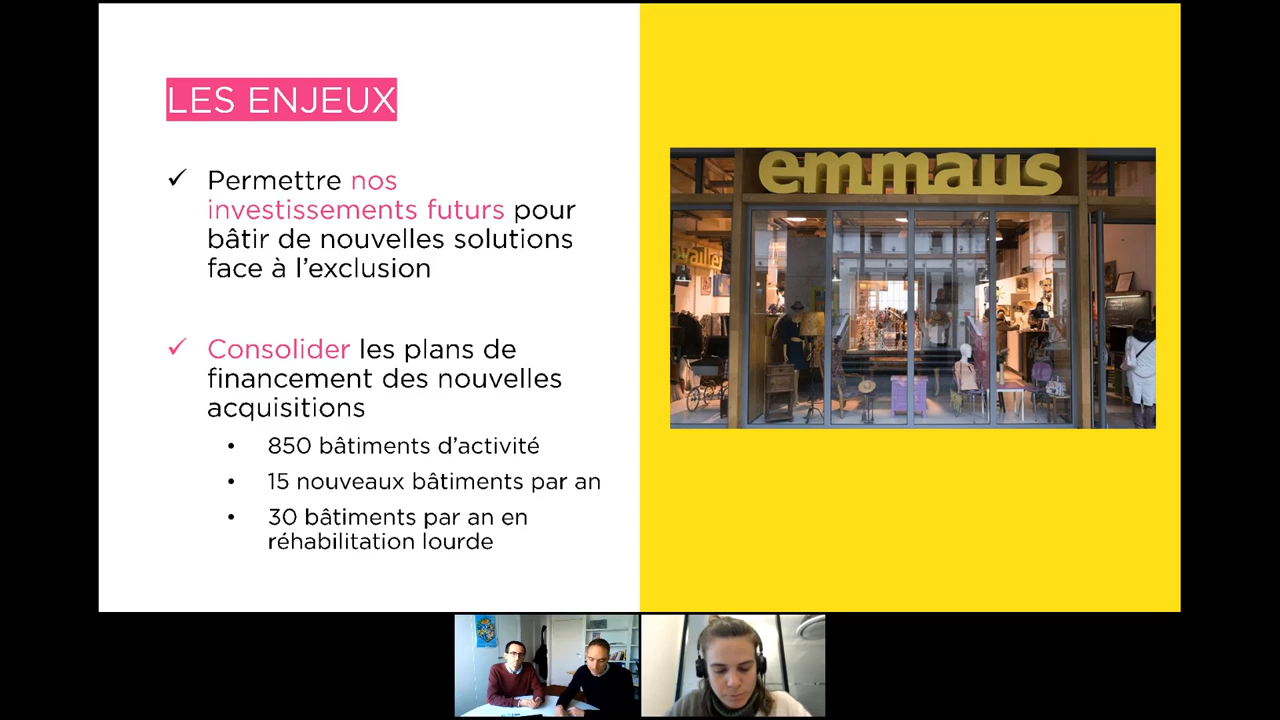 LES ENJEUX
✓ Permettre nos
investissements futurs pour
bâtir de nouvelles solutions
face à l'exclusion
✓ Consolider les plans de
financement des nouvelles
acquisitions
• 850 bâtiments d'activité
• 15 nouveaux bâtiments par an
• 30 bâtiments par an en
réhabilitation lourde
emmaus